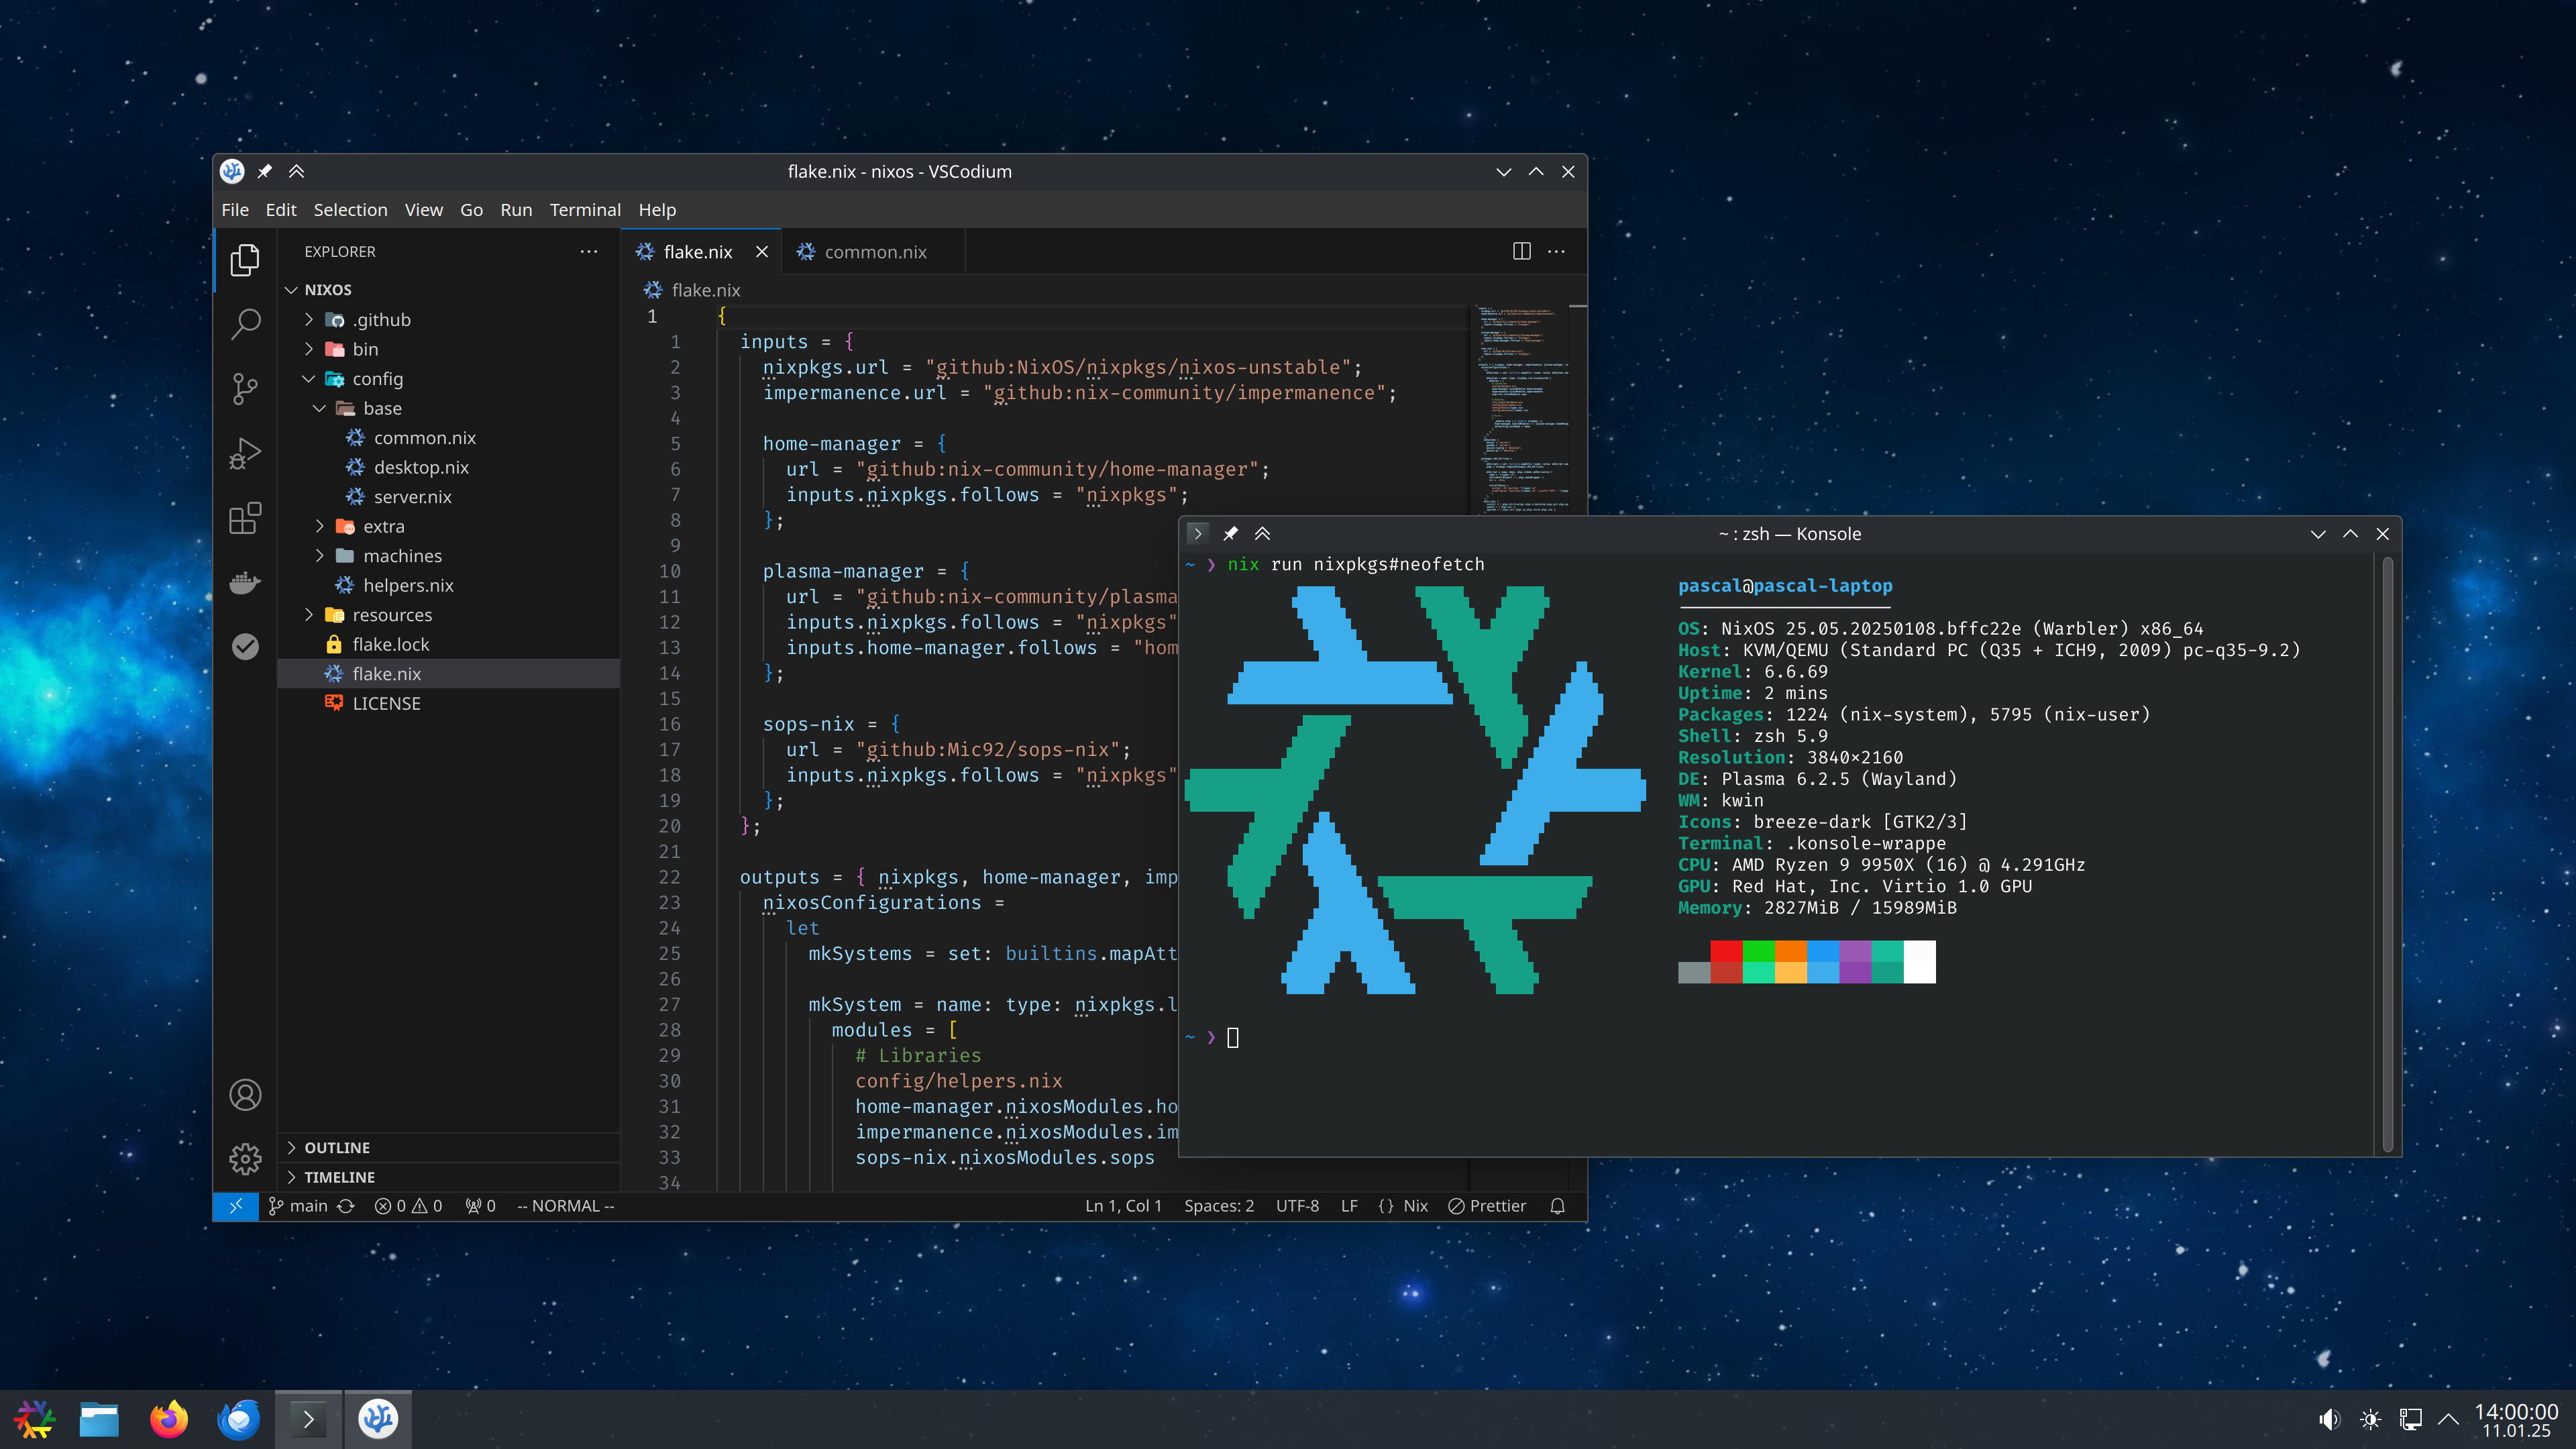 flake.nix - nixos - VSCodium
File Edit Selection View Go Run Terminal Help
EXPLORER
NIXOS
.github
bin
config
base
common.nix
desktop.nix
server.nix
extra
machines
helpers.nix
resources
flake.lock
flake.nix
LICENSE
OUTLINE
TIMELINE
flake.nix common.nix
flake.nix
1 {
1 inputs = {
2 nixpkgs.url = "github:NixOS/nixpkgs/nixos-unstable";
3 impermanence.url = "github:nix-community/impermanence";
4
5 home-manager = {
6 url = "github:nix-community/home-manager";
7 inputs.nixpkgs.follows = "nixpkgs";
8 };
9
10 plasma-manager = {
11 url = "github:nix-community/plasma
12 inputs.nixpkgs.follows = "nixpkgs"
13 inputs.home-manager.follows = "hom
14 };
15
16 sops-nix = {
17 url = "github:Mic92/sops-nix";
18 inputs.nixpkgs.follows = "nixpkgs"
19 };
20 };
21
22 outputs = { nixpkgs, home-manager, imp
23 nixosConfigurations =
24 let
25 mkSystems = set: builtins.mapAtt
26
27 mkSystem = name: type: nixpkgs.l
28 modules = [
29 # Libraries
30 config/helpers.nix
31 home-manager.nixosModules.ho
32 impermanence.nixosModules.im
33 sops-nix.nixosModules.sops
34
main 0 0 0 -- NORMAL -- Ln 1, Col 1 Spaces: 2 UTF-8 LF {} Nix Prettier
~ : zsh — Konsole
~ ❯ nix run nixpkgs#neofetch
pascal@pascal-laptop
OS: NixOS 25.05.20250108.bffc22e (Warbler) x86_64
Host: KVM/QEMU (Standard PC (Q35 + ICH9, 2009) pc-q35-9.2)
Kernel: 6.6.69
Uptime: 2 mins
Packages: 1224 (nix-system), 5795 (nix-user)
Shell: zsh 5.9
Resolution: 3840×2160
DE: Plasma 6.2.5 (Wayland)
WM: kwin
Icons: breeze-dark [GTK2/3]
Terminal: .konsole-wrappe
CPU: AMD Ryzen 9 9950X (16) @ 4.291GHz
GPU: Red Hat, Inc. Virtio 1.0 GPU
Memory: 2827MiB / 15989MiB
~ ❯
14:00:00
11.01.25